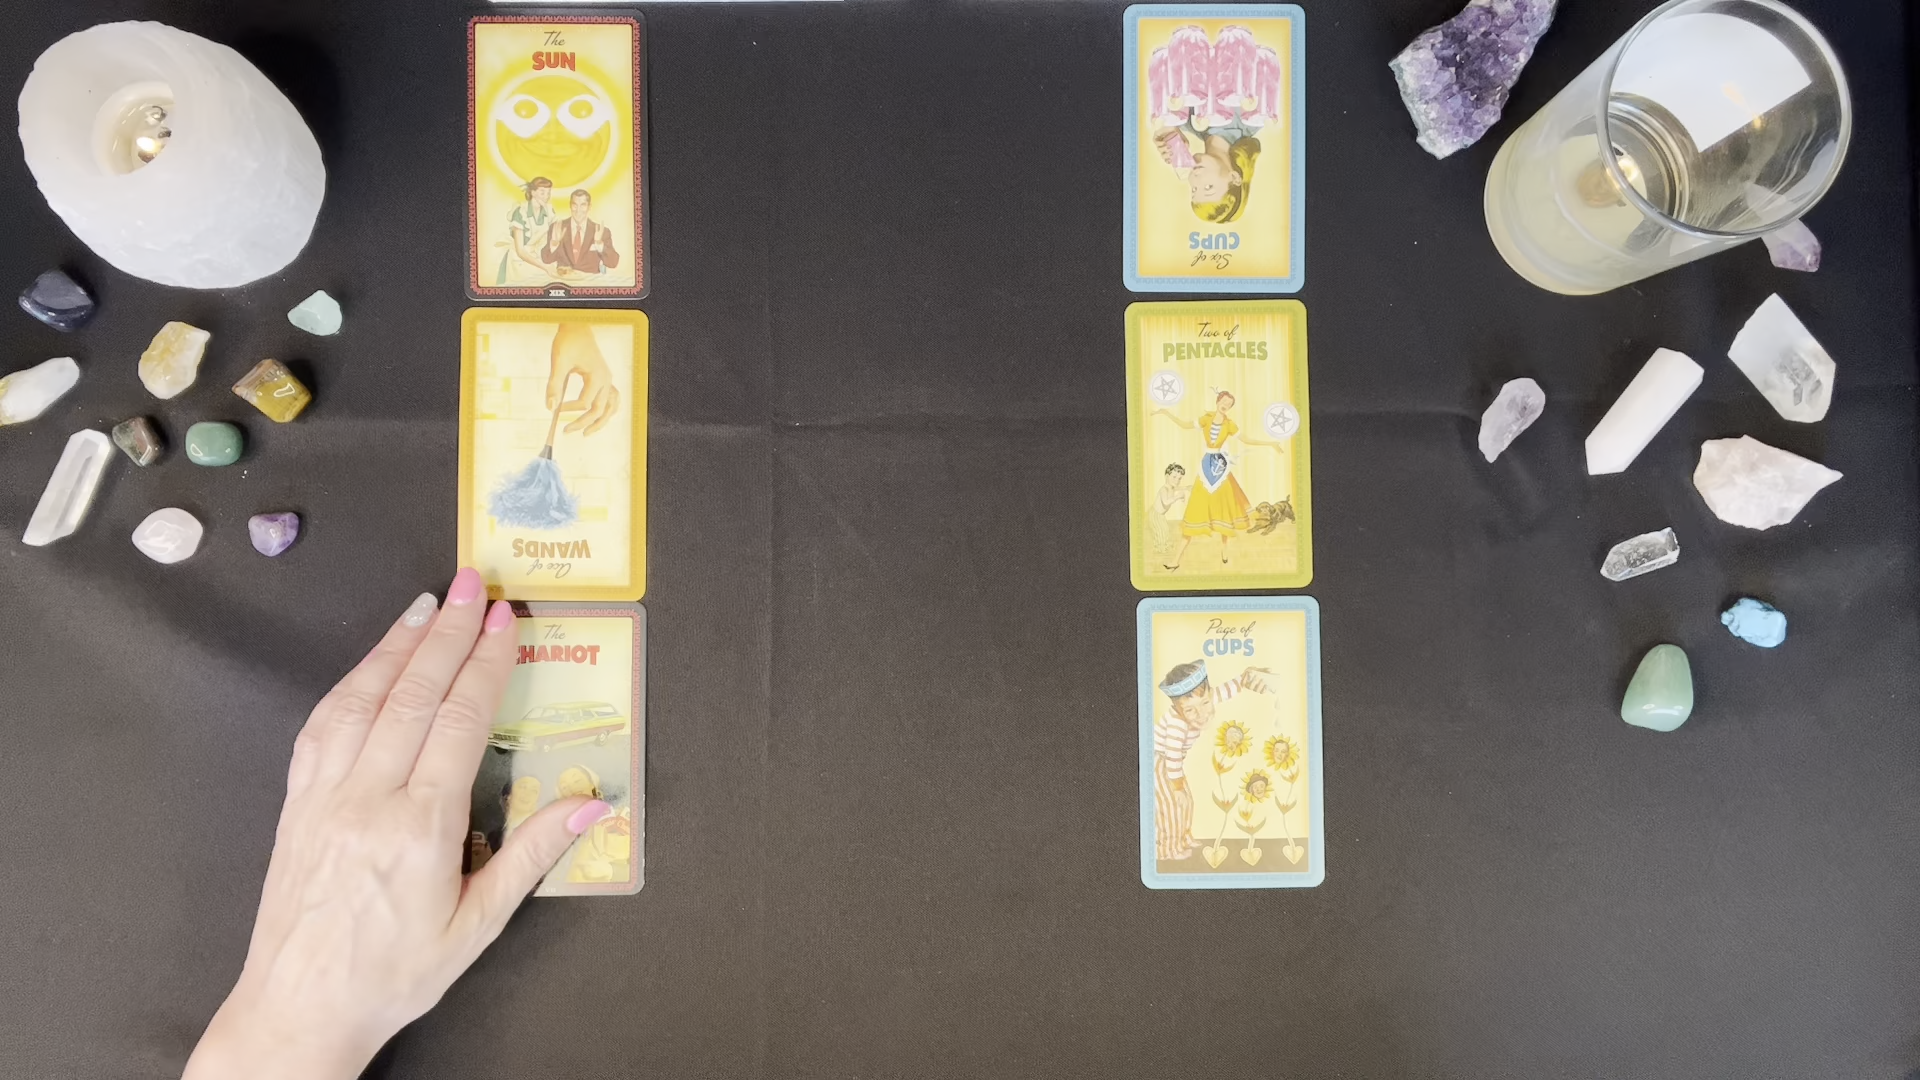 The
SUN
XIX
Ace of
WANDS
The
CHARIOT
Six of
CUPS
Two of
PENTACLES
Page of
CUPS